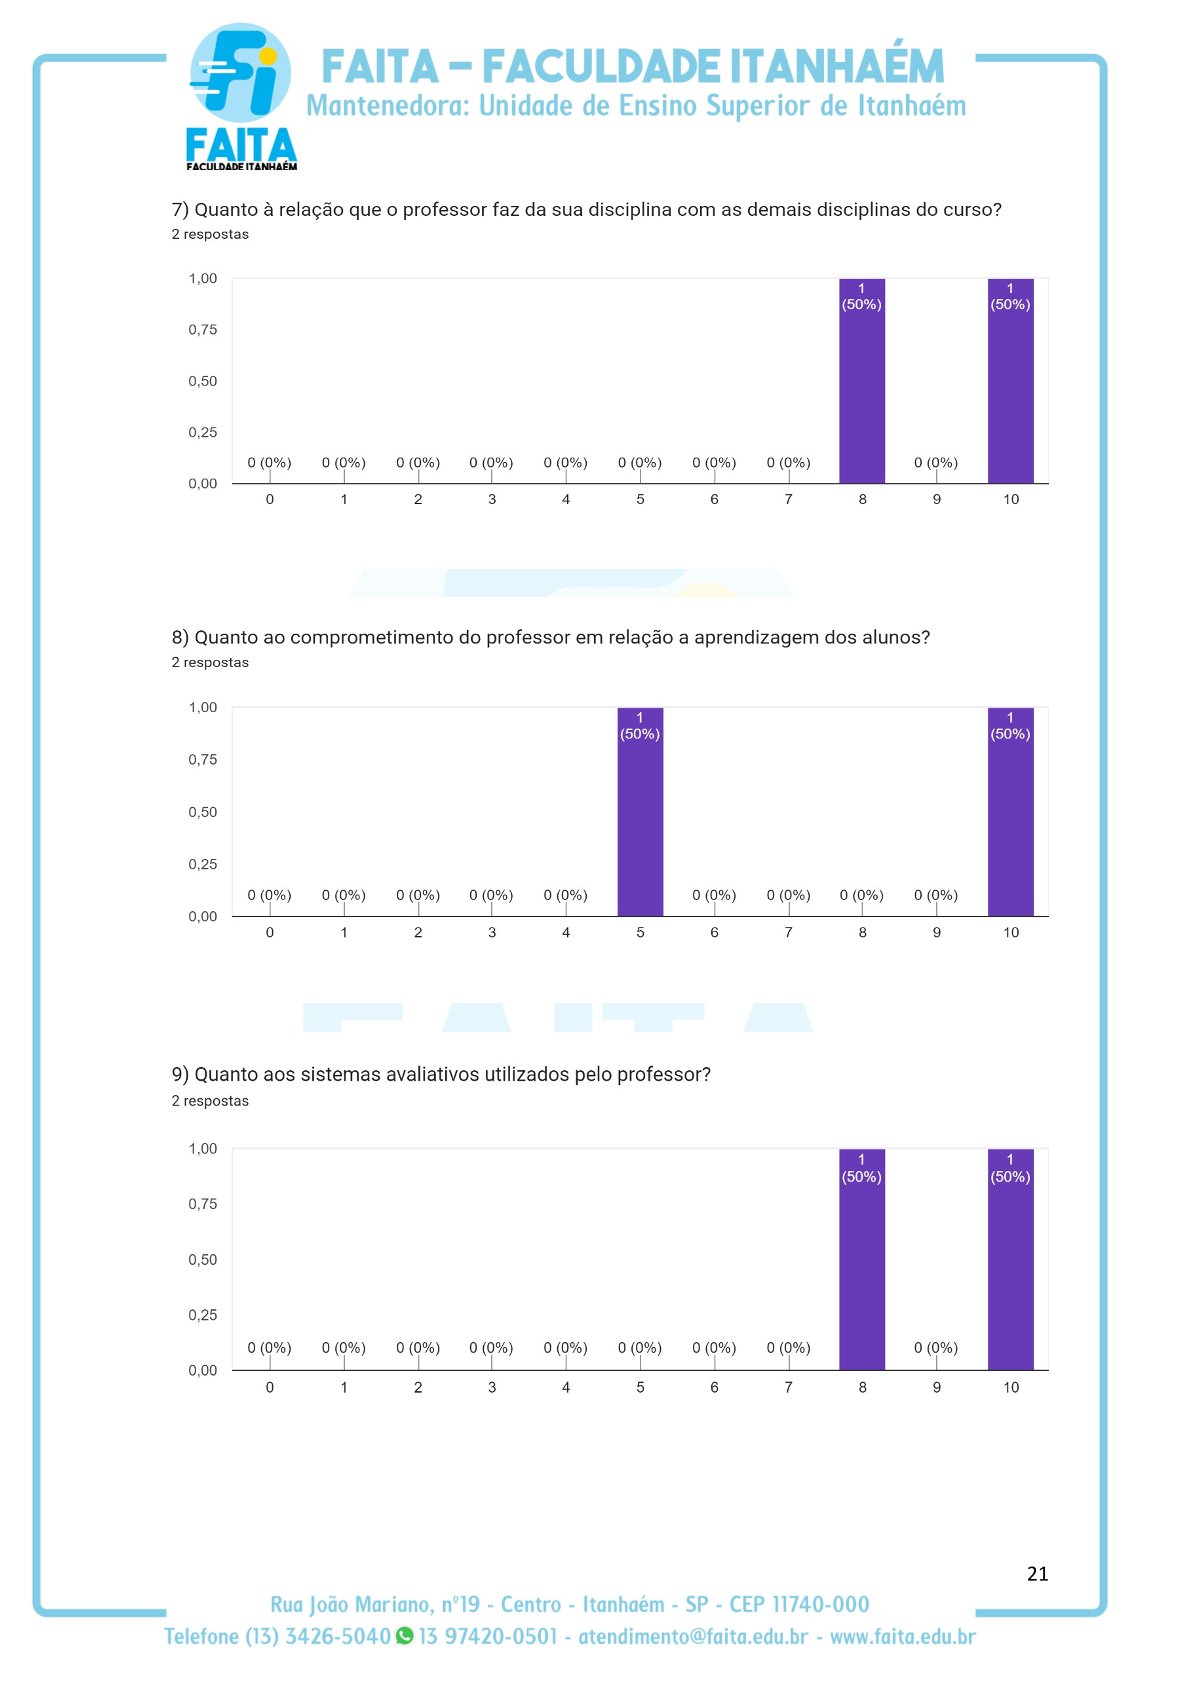 Fi
FAITA
FACULDADE ITANHAÉM
FAITA – FACULDADE ITANHAÉM
Mantenedora: Unidade de Ensino Superior de Itanhaém
7) Quanto à relação que o professor faz da sua disciplina com as demais disciplinas do curso?
2 respostas
1,00
0,75
0,50
0,25
0,00
0 (0%) 0 (0%) 0 (0%) 0 (0%) 0 (0%) 0 (0%) 0 (0%) 0 (0%) 1 (50%) 0 (0%) 1 (50%)
0 1 2 3 4 5 6 7 8 9 10
8) Quanto ao comprometimento do professor em relação a aprendizagem dos alunos?
2 respostas
1,00
0,75
0,50
0,25
0,00
0 (0%) 0 (0%) 0 (0%) 0 (0%) 0 (0%) 1 (50%) 0 (0%) 0 (0%) 0 (0%) 0 (0%) 1 (50%)
0 1 2 3 4 5 6 7 8 9 10
FAITA
9) Quanto aos sistemas avaliativos utilizados pelo professor?
2 respostas
1,00
0,75
0,50
0,25
0,00
0 (0%) 0 (0%) 0 (0%) 0 (0%) 0 (0%) 0 (0%) 0 (0%) 0 (0%) 1 (50%) 0 (0%) 1 (50%)
0 1 2 3 4 5 6 7 8 9 10
21
Rua João Mariano, nº19 - Centro - Itanhaém - SP - CEP 11740-000
Telefone (13) 3426-5040 13 97420-0501 - atendimento@faita.edu.br - www.faita.edu.br